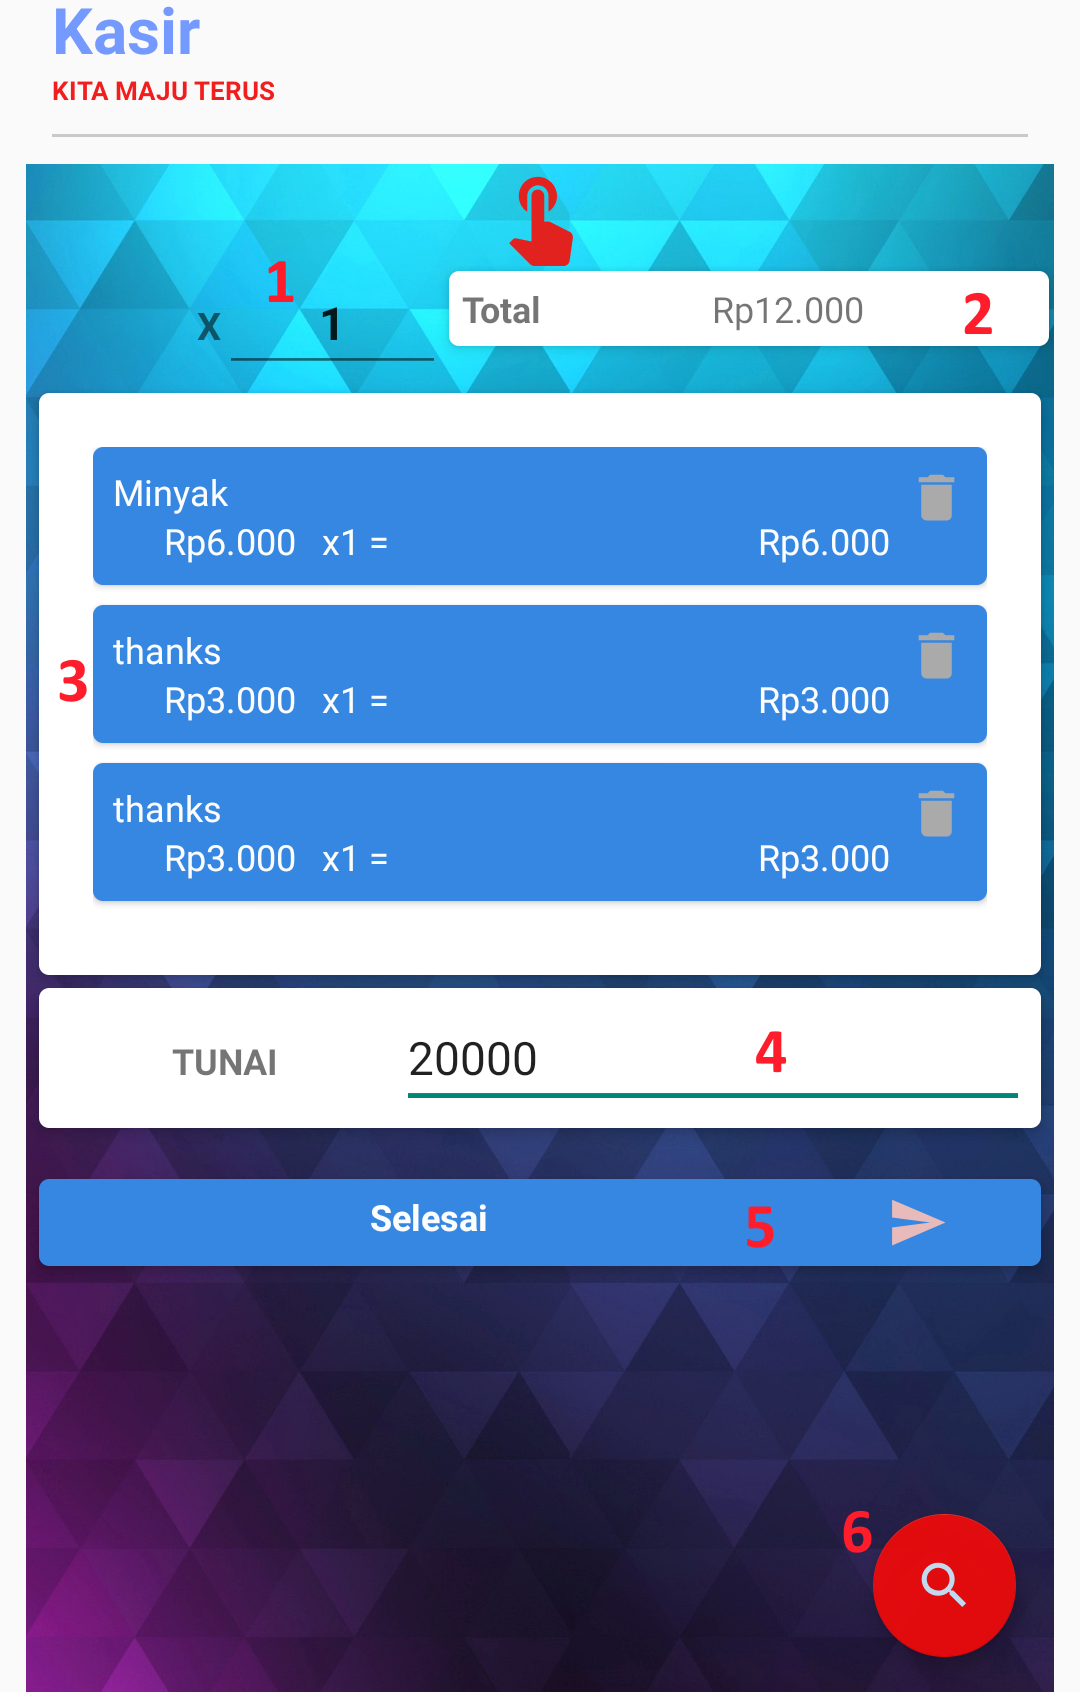 Kasir
KITA MAJU TERUS
1
X 1
Total Rp12.000 2
Minyak
Rp6.000 x1 = Rp6.000
3
thanks
Rp3.000 x1 = Rp3.000
thanks
Rp3.000 x1 = Rp3.000
TUNAI 20000 4
Selesai 5
6